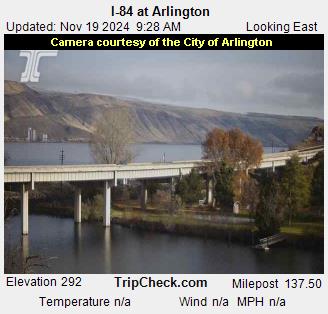 I-84 at Arlington
Updated: Nov 19 2024 9:28 AM Looking East
Camera courtesy of the City of Arlington
Elevation 292 TripCheck.com Milepost 137.50
Temperature n/a Wind n/a MPH n/a